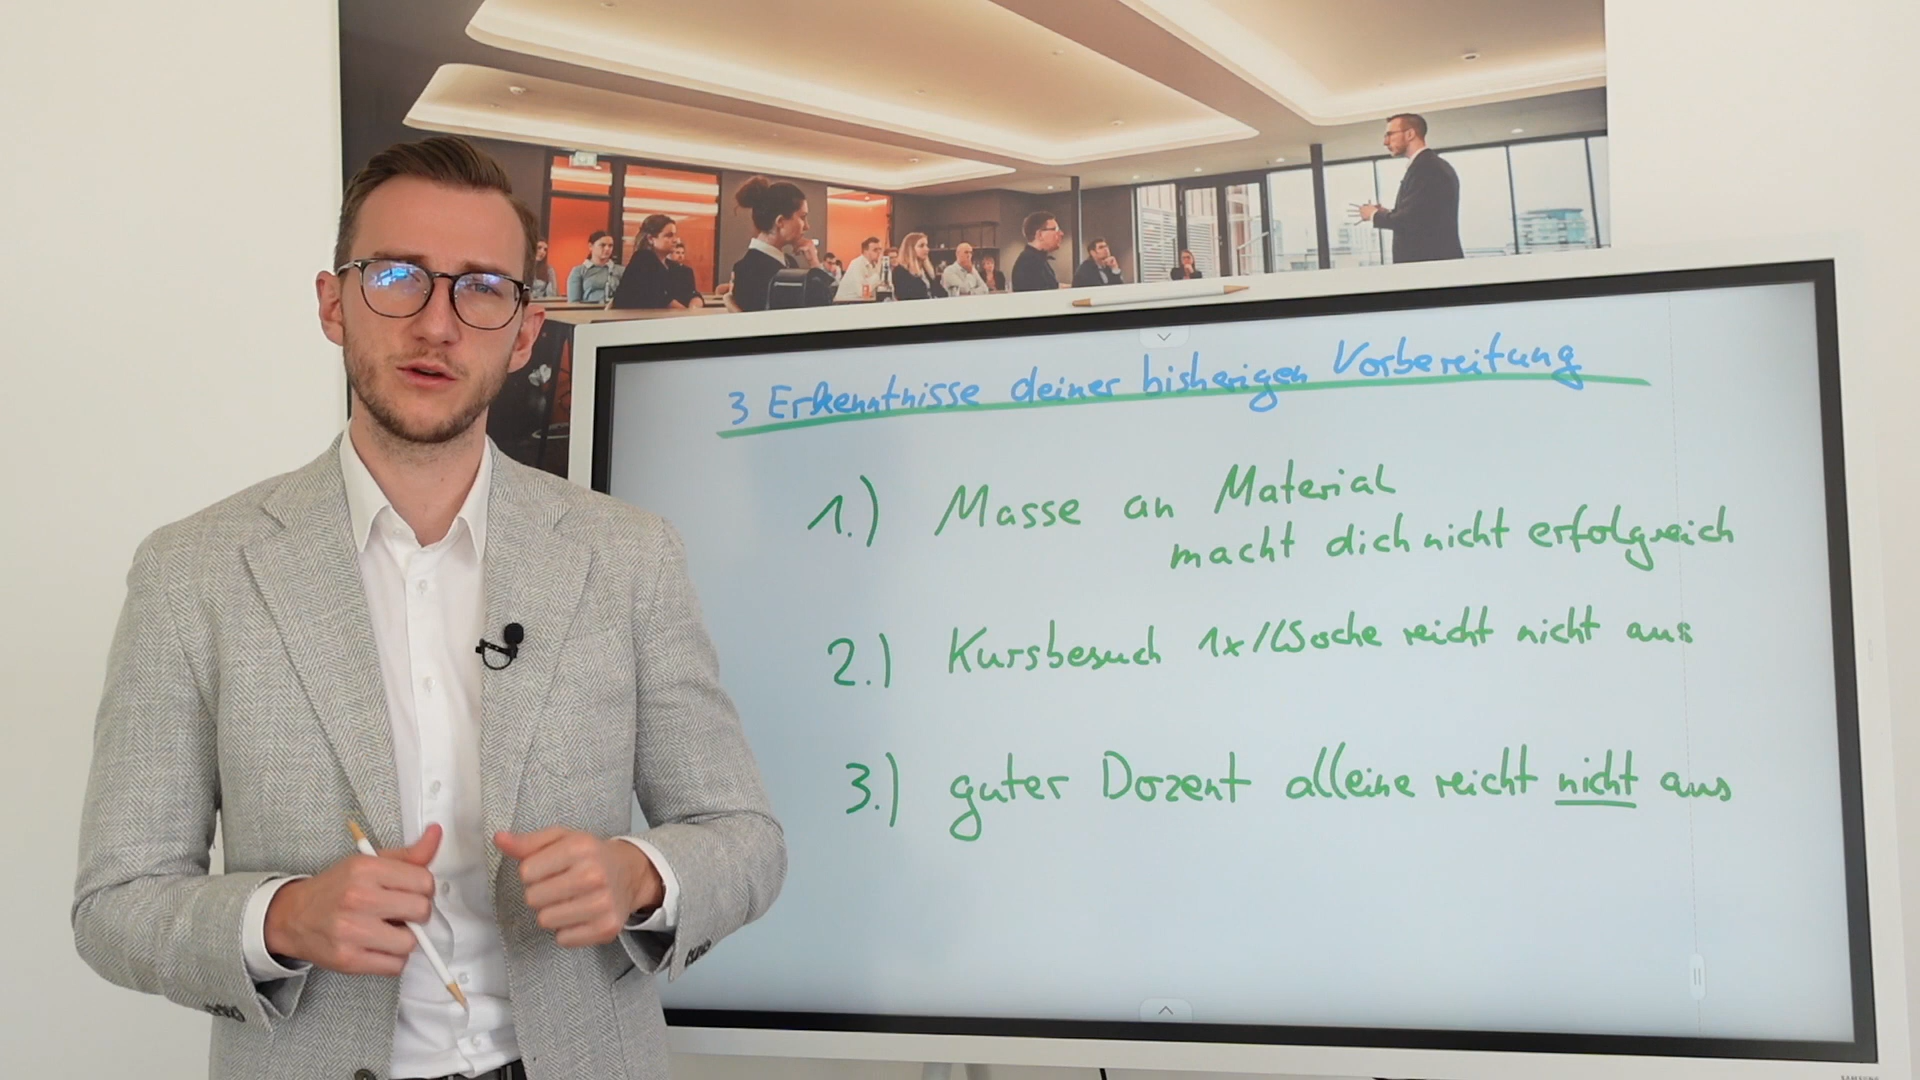 3 Erkenntnisse deiner bisherigen Vorbereitung
1.) Masse an Material
macht dich nicht erfolgreich
2.) Kursbesuch 1x/Woche reicht nicht aus
3.) guter Dozent alleine reicht nicht aus
SAMSUNG